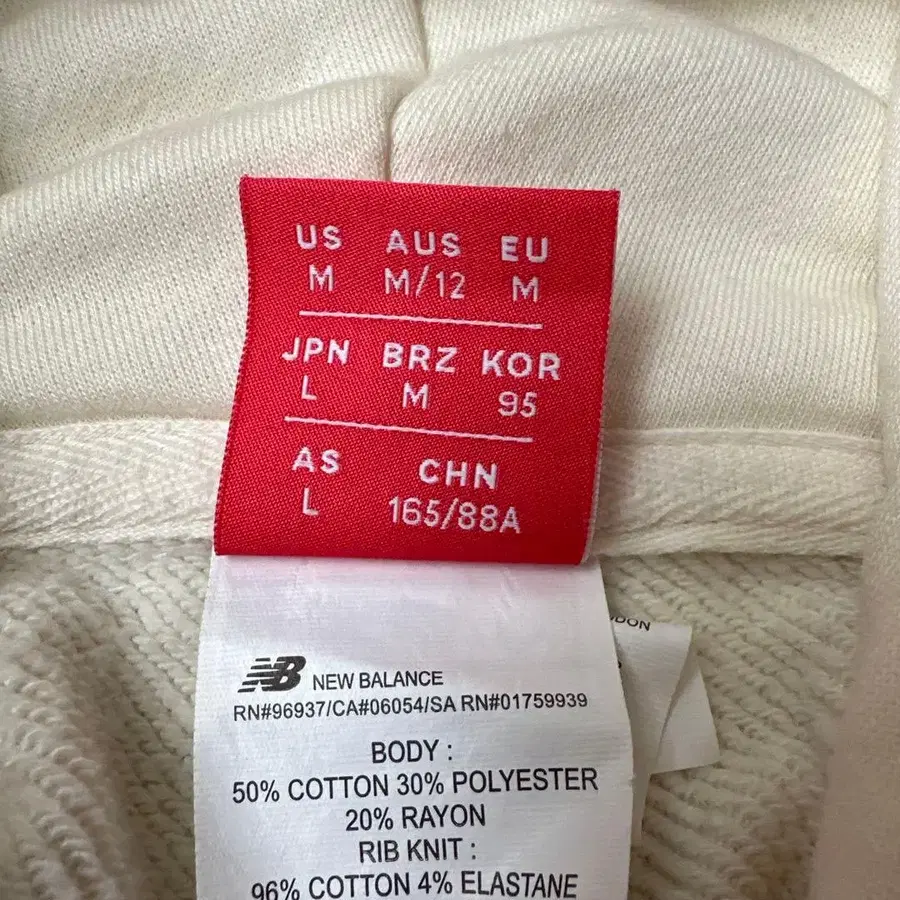 US AUS EU
M M/12 M
JPN BRZ KOR
L M 95
AS CHN
L 165/88A
NB NEW BALANCE
RN#96937/CA#06054/SA RN#01759939
BODY :
50% COTTON 30% POLYESTER
20% RAYON
RIB KNIT :
96% COTTON 4% ELASTANE